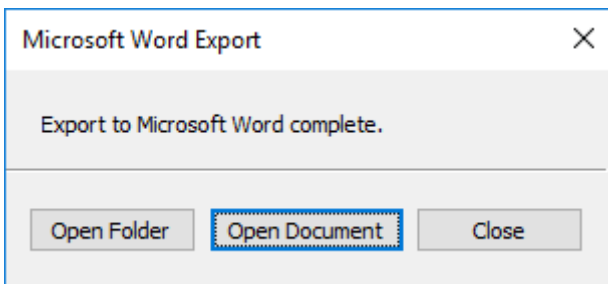 Microsoft Word Export
Export to Microsoft Word complete.
Open Folder Open Document Close